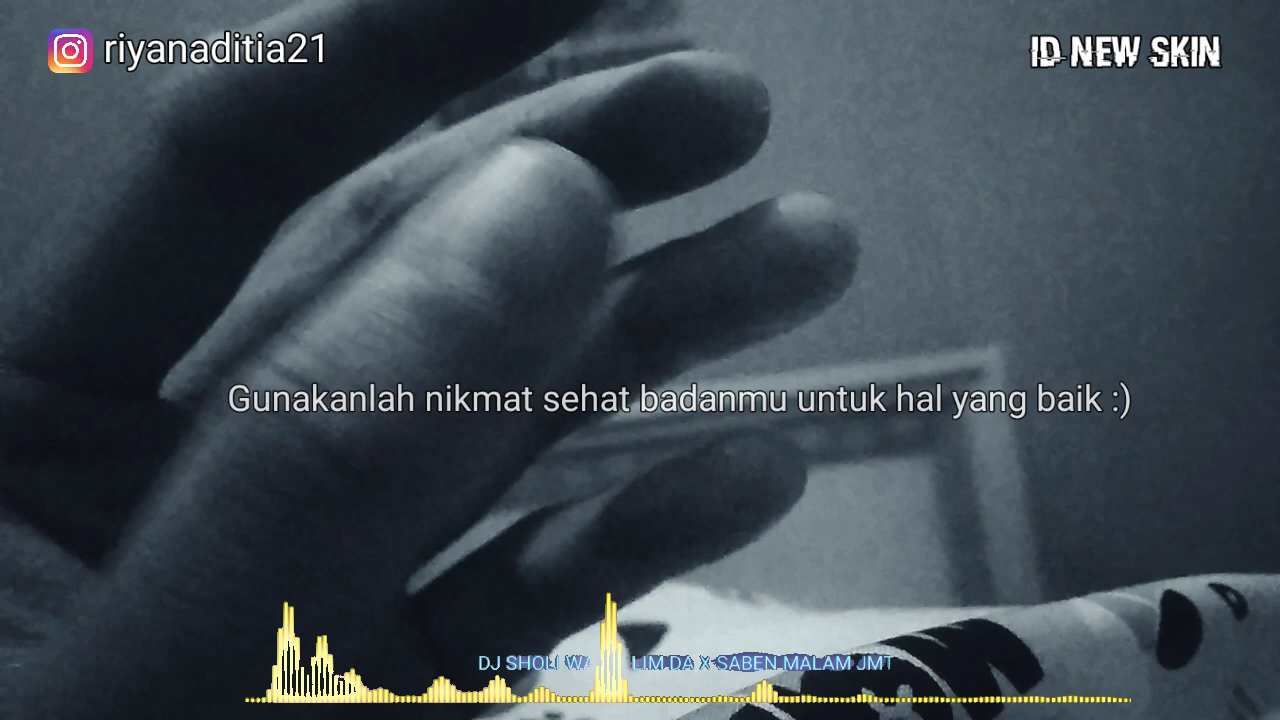 riyanaditia21
ID NEW SKIN
Gunakanlah nikmat sehat badanmu untuk hal yang baik :)
DJ SHOLI LIM DA X SABEN MALAM JMT